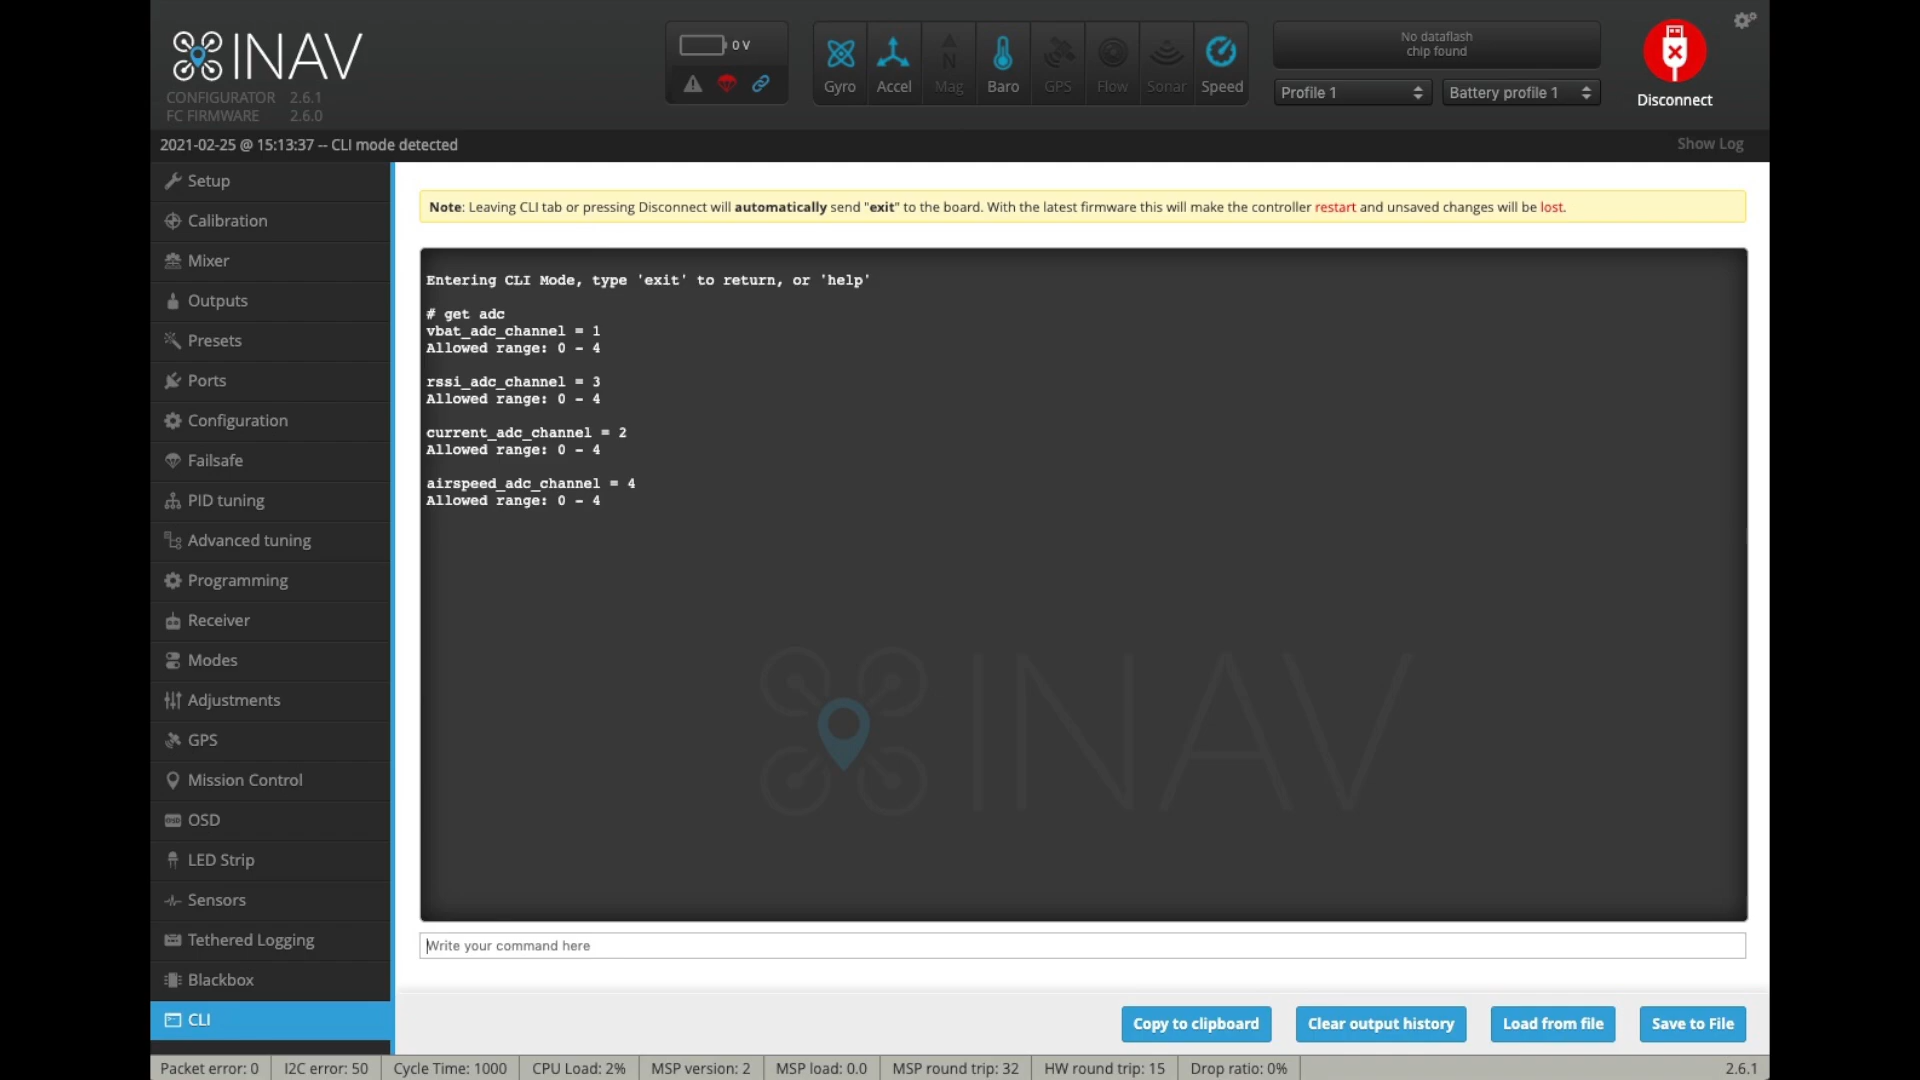 INAV
CONFIGURATOR 2.6.1
FC FIRMWARE 2.6.0
0 V
Gyro
Accel
Mag
Baro
GPS
Flow
Sonar
Speed
No dataflash
chip found
Profile 1
Battery profile 1
Disconnect
2021-02-25 @ 15:13:37 -- CLI mode detected
Show Log
Setup
Calibration
Mixer
Outputs
Presets
Ports
Configuration
Failsafe
PID tuning
Advanced tuning
Programming
Receiver
Modes
Adjustments
GPS
Mission Control
OSD
LED Strip
Sensors
Tethered Logging
Blackbox
CLI
Note: Leaving CLI tab or pressing Disconnect will automatically send "exit" to the board. With the latest firmware this will make the controller restart and unsaved changes will be lost.
Entering CLI Mode, type 'exit' to return, or 'help'
# get adc
vbat_adc_channel = 1
Allowed range: 0 - 4
rssi_adc_channel = 3
Allowed range: 0 - 4
current_adc_channel = 2
Allowed range: 0 - 4
airspeed_adc_channel = 4
Allowed range: 0 - 4
INAV
Write your command here
Copy to clipboard
Clear output history
Load from file
Save to File
Packet error: 0
I2C error: 50
Cycle Time: 1000
CPU Load: 2%
MSP version: 2
MSP load: 0.0
MSP round trip: 32
HW round trip: 15
Drop ratio: 0%
2.6.1